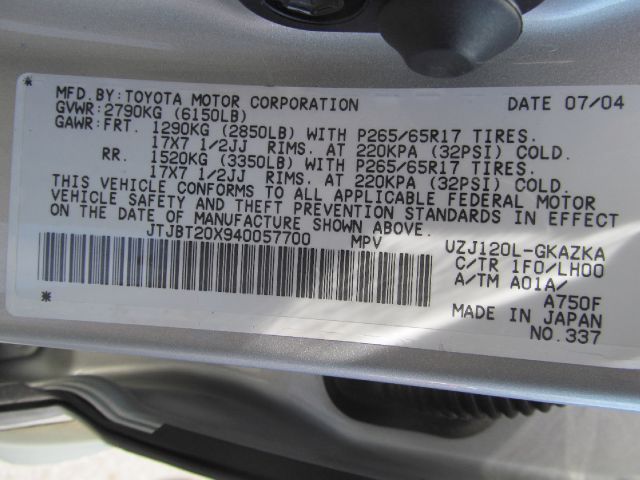 MFD.BY:TOYOTA MOTOR CORPORATION DATE 07/04
GVWR:2790KG (6150LB)
GAWR:FRT. 1290KG (2850LB) WITH P265/65R17 TIRES.
17X7 1/2JJ RIMS. AT 220KPA (32PSI) COLD.
RR. 1520KG (3350LB) WITH P265/65R17 TIRES.
17X7 1/2JJ RIMS. AT 220KPA (32PSI) COLD.
THIS VEHICLE CONFORMS TO ALL APPLICABLE FEDERAL MOTOR
VEHICLE SAFETY AND THEFT PREVENTION STANDARDS IN EFFECT
ON THE DATE OF MANUFACTURE SHOWN ABOVE.
JTJBT20X940057700 MPV UZJ120L-GKAZKA
C/TR 1F0/LH00
A/TM A01A/
A750F
MADE IN JAPAN
NO.337